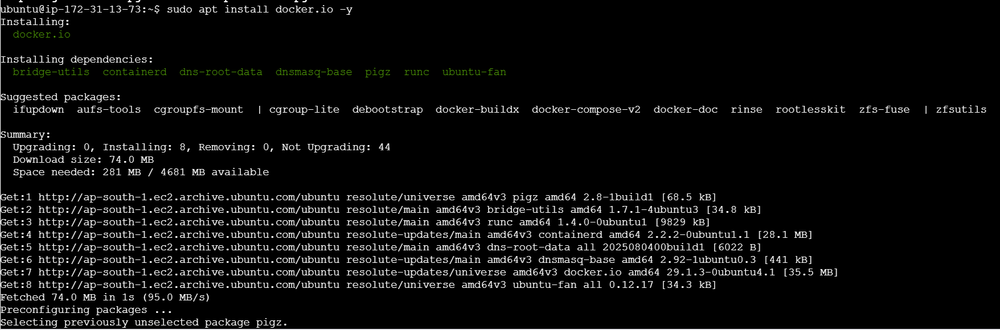 ubuntu@ip-172-31-13-73:~$ sudo apt install docker.io -y
Installing:
  docker.io

Installing dependencies:
  bridge-utils  containerd  dns-root-data  dnsmasq-base  pigz  runc  ubuntu-fan

Suggested packages:
  ifupdown  aufs-tools  cgroupfs-mount  | cgroup-lite  debootstrap  docker-buildx  docker-compose-v2  docker-doc  rinse  rootlesskit  zfs-fuse  | zfsutils

Summary:
  Upgrading: 0, Installing: 8, Removing: 0, Not Upgrading: 44
  Download size: 74.0 MB
  Space needed: 281 MB / 4681 MB available

Get:1 http://ap-south-1.ec2.archive.ubuntu.com/ubuntu resolute/universe amd64v3 pigz amd64 2.8-1build1 [68.5 kB]
Get:2 http://ap-south-1.ec2.archive.ubuntu.com/ubuntu resolute/main amd64v3 bridge-utils amd64 1.7.1-4ubuntu3 [34.8 kB]
Get:3 http://ap-south-1.ec2.archive.ubuntu.com/ubuntu resolute/main amd64v3 runc amd64 1.4.0-0ubuntu1 [9829 kB]
Get:4 http://ap-south-1.ec2.archive.ubuntu.com/ubuntu resolute-updates/main amd64v3 containerd amd64 2.2.2-0ubuntu1.1 [28.1 MB]
Get:5 http://ap-south-1.ec2.archive.ubuntu.com/ubuntu resolute/main amd64v3 dns-root-data all 2025080400build1 [6022 B]
Get:6 http://ap-south-1.ec2.archive.ubuntu.com/ubuntu resolute-updates/main amd64v3 dnsmasq-base amd64 2.92-1ubuntu0.3 [441 kB]
Get:7 http://ap-south-1.ec2.archive.ubuntu.com/ubuntu resolute-updates/universe amd64v3 docker.io amd64 29.1.3-0ubuntu4.1 [35.5 MB]
Get:8 http://ap-south-1.ec2.archive.ubuntu.com/ubuntu resolute/universe amd64v3 ubuntu-fan all 0.12.17 [34.3 kB]
Fetched 74.0 MB in 1s (95.0 MB/s)
Preconfiguring packages ...
Selecting previously unselected package pigz.